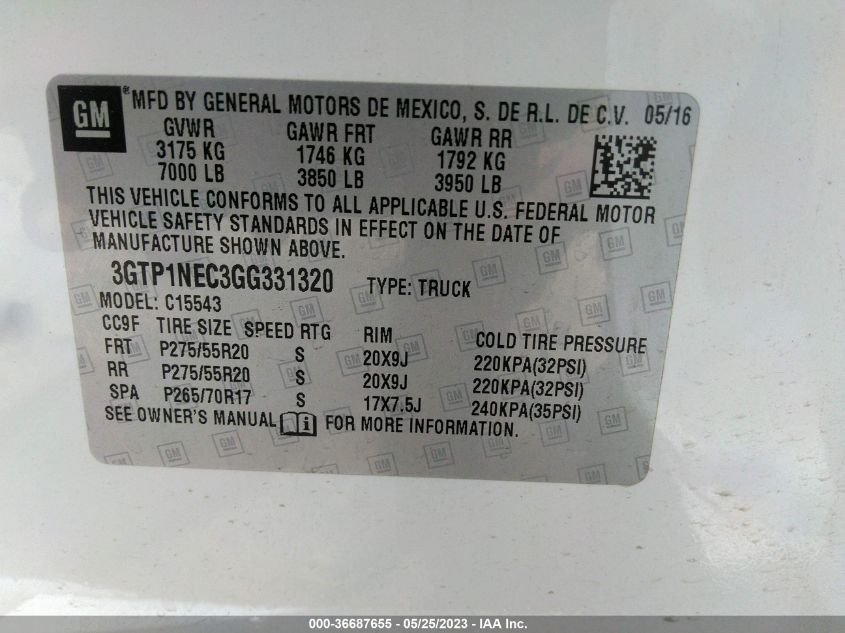 GM ® MFD BY GENERAL MOTORS DE MEXICO, S. DE R.L. DE C.V. 05/16
GVWR GAWR FRT GAWR RR
3175 KG 1746 KG 1792 KG
7000 LB 3850 LB 3950 LB
THIS VEHICLE CONFORMS TO ALL APPLICABLE U.S. FEDERAL MOTOR
VEHICLE SAFETY STANDARDS IN EFFECT ON THE DATE OF
MANUFACTURE SHOWN ABOVE.
3GTP1NEC3GG331320 TYPE: TRUCK
MODEL: C15543
CC9F TIRE SIZE SPEED RTG RIM COLD TIRE PRESSURE
FRT P275/55R20 S 20X9J 220KPA(32PSI)
RR P275/55R20 S 20X9J 220KPA(32PSI)
SPA P265/70R17 S 17X7.5J 240KPA(35PSI)
SEE OWNER'S MANUAL i FOR MORE INFORMATION.
000-36687655 - 05/25/2023 - IAA Inc.